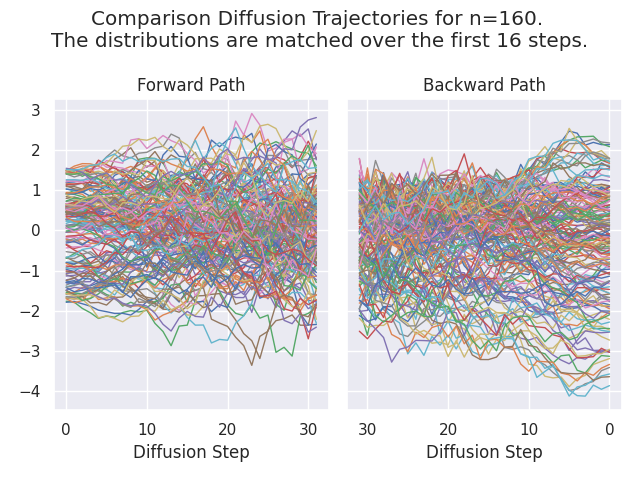 Comparison Diffusion Trajectories for n=160.
The distributions are matched over the first 16 steps.
Forward Path
Backward Path
3
2
1
0
−1
−2
−3
−4
0 10 20 30
30 20 10 0
Diffusion Step
Diffusion Step